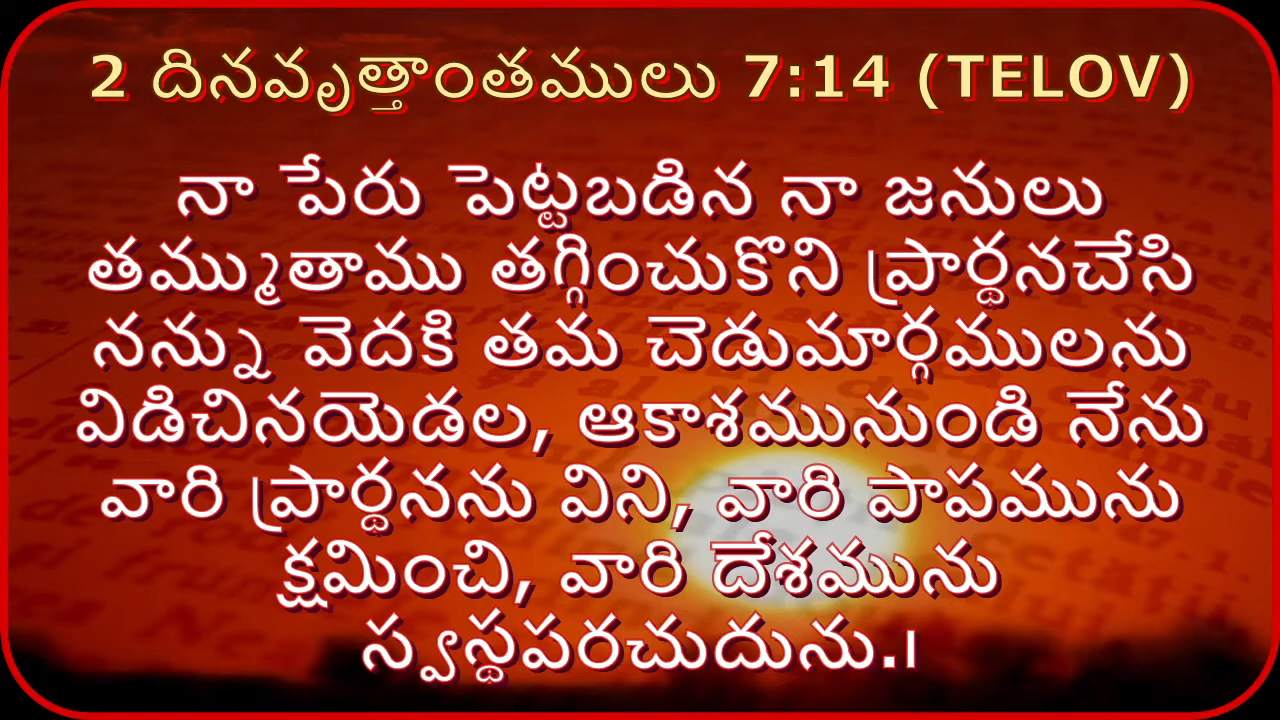 2 దినవృత్తాంతములు 7:14 (TELOV)
నా పేరు పెట్టబడిన నా జనులు
తమ్ముతాము తగ్గించుకొని ప్రార్థనచేసి
నన్ను వెదకి తమ చెడుమార్గములను
విడిచినయెడల, ఆకాశమునుండి నేను
వారి ప్రార్థనను విని, వారి పాపమును
క్షమించి, వారి దేశమును
స్వస్థపరచుదును.।